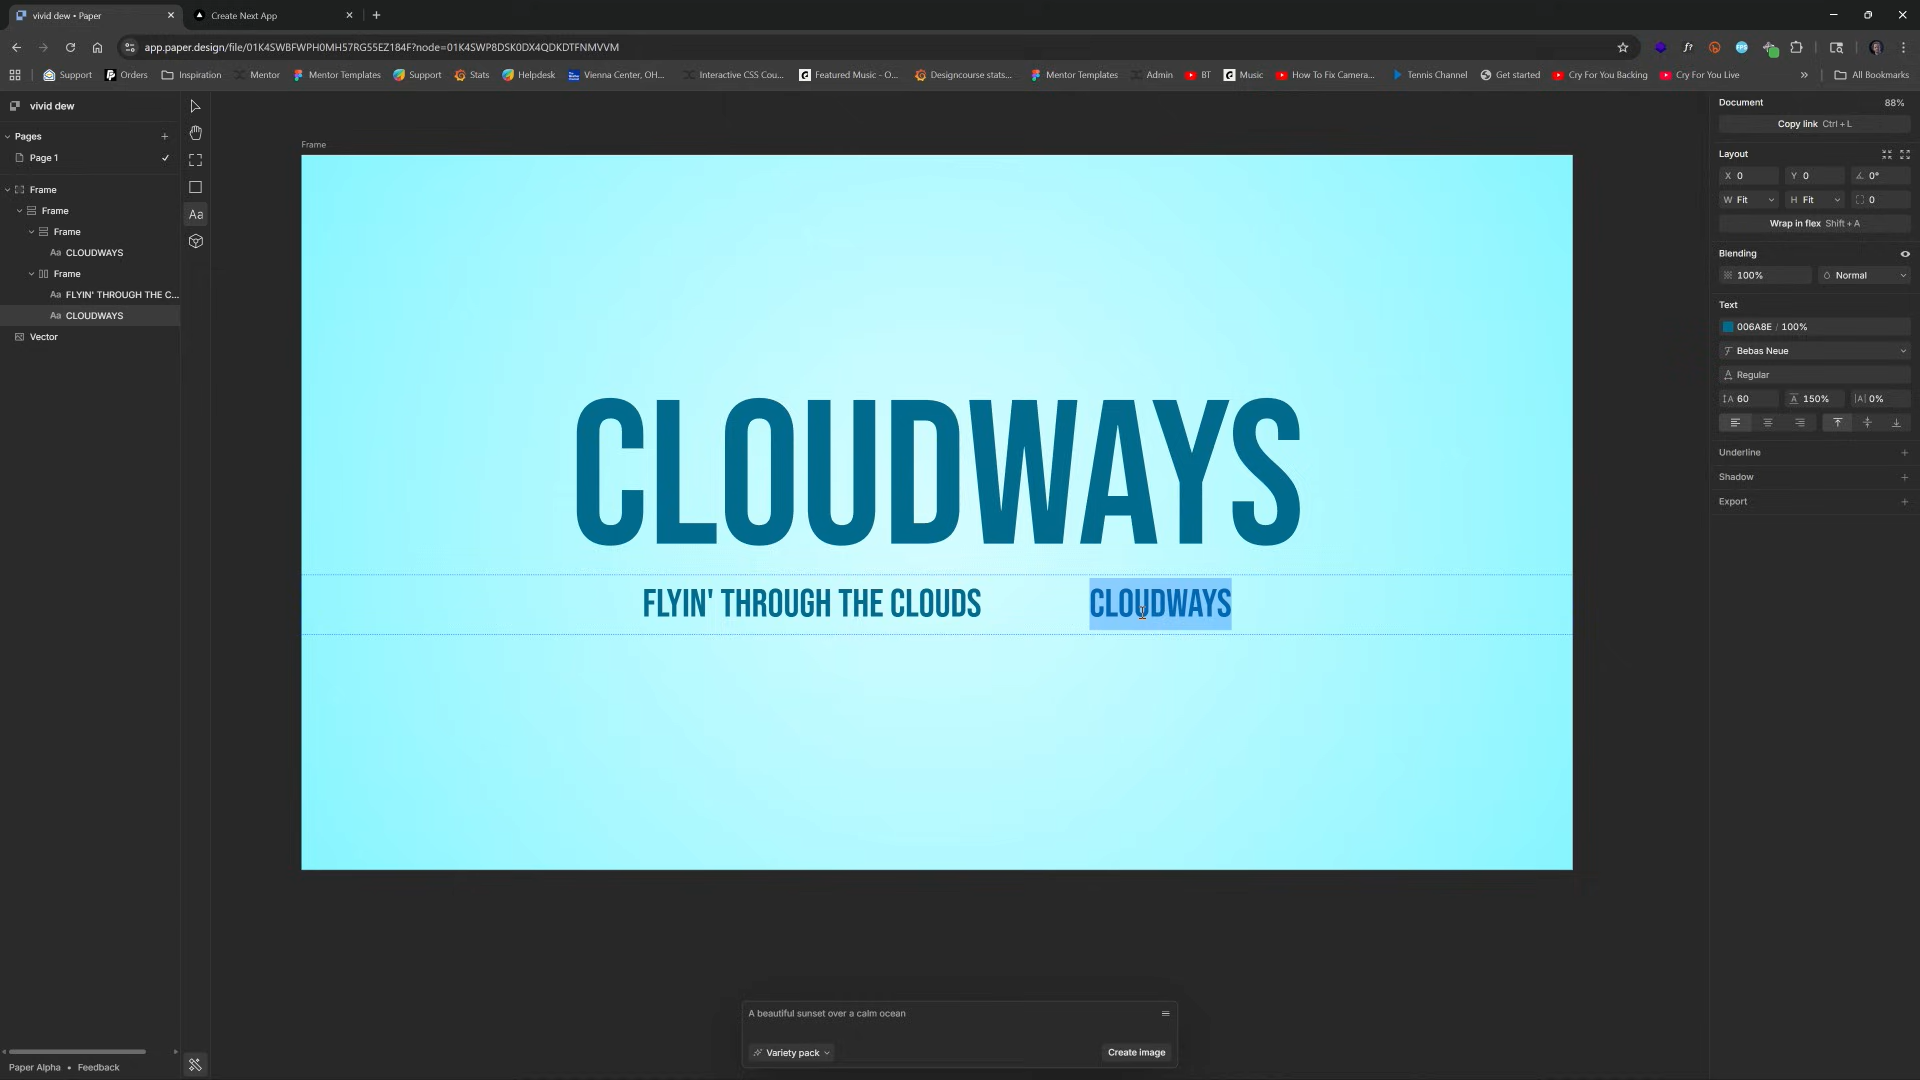 vivid dew • Paper
Create Next App
app.paper.design/file/01K4SWBFWPH0MH57RG55EZ184F?node=01K4SWP8DSK0DX4QDKDTFNMVVM
Support
Orders
Inspiration
Mentor
Mentor Templates
Support
Stats
Helpdesk
Vienna Center, OH...
Interactive CSS Cou...
Featured Music - O...
Designcourse stats...
Mentor Templates
Admin
BT
Music
How To Fix Camera...
Tennis Channel
Get started
Cry For You Backing
Cry For You Live
»
All Bookmarks
vivid dew
Pages
Page 1
Frame
Frame
Frame
Aa CLOUDWAYS
Frame
Aa FLYIN' THROUGH THE C...
Aa CLOUDWAYS
Vector
Paper Alpha • Feedback
Aa
Frame
CLOUDWAYS
FLYIN' THROUGH THE CLOUDS
CLOUDWAYS
A beautiful sunset over a calm ocean
Variety pack
Create image
Document 88%
Copy link Ctrl + L
Layout
X 0 Y 0 0°
W Fit H Fit 0
Wrap in flex Shift + A
Blending
100% Normal
Text
006A8E / 100%
Bebas Neue
Regular
60 150% 0%
Underline
Shadow
Export